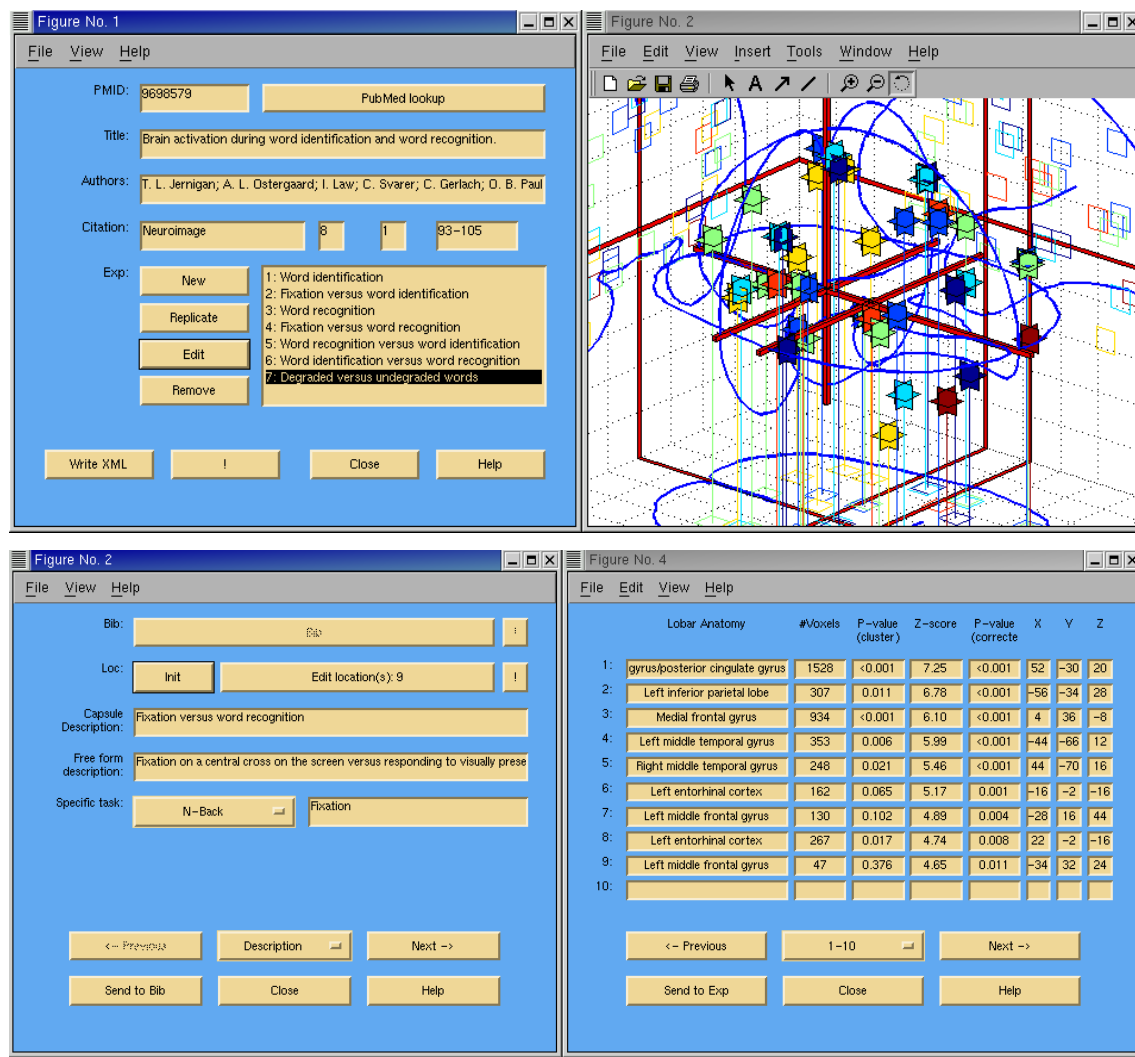 Figure No. 1
File View Help
PMID: 9698579 PubMed lookup
Title: Brain activation during word identification and word recognition.
Authors: T. L. Jernigan; A. L. Ostergaard; I. Law; C. Svarer; C. Gerlach; O. B. Paul
Citation: Neuroimage 8 1 93-105
Exp: New
Replicate
Edit
Remove
1: Word identification
2: Fixation versus word identification
3: Word recognition
4: Fixation versus word recognition
5: Word recognition versus word identification
6: Word identification versus word recognition
7: Degraded versus undegraded words
Write XML ! Close Help
Figure No. 2
File Edit View Insert Tools Window Help
A
Figure No. 2
File View Help
Bib: Bib !
Loc: Init Edit location(s): 9 !
Capsule Description: Fixation versus word recognition
Free form description: Fixation on a central cross on the screen versus responding to visually prese
Specific task: N-Back Fixation
<- Previous Description Next ->
Send to Bib Close Help
Figure No. 4
File Edit View Help
Lobar Anatomy #Voxels P-value (cluster) Z-score P-value (correcte X Y Z
1: gyrus/posterior cingulate gyrus 1528 <0.001 7.25 <0.001 52 -30 20
2: Left inferior parietal lobe 307 0.011 6.78 <0.001 -56 -34 28
3: Medial frontal gyrus 934 <0.001 6.10 <0.001 4 36 -8
4: Left middle temporal gyrus 353 0.006 5.99 <0.001 -44 -66 12
5: Right middle temporal gyrus 248 0.021 5.46 <0.001 44 -70 16
6: Left entorhinal cortex 162 0.065 5.17 0.001 -16 -2 -16
7: Left middle frontal gyrus 130 0.102 4.89 0.004 -28 16 44
8: Left entorhinal cortex 267 0.017 4.74 0.008 22 -2 -16
9: Left middle frontal gyrus 47 0.376 4.65 0.011 -34 32 24
10:
<- Previous 1-10 Next ->
Send to Exp Close Help